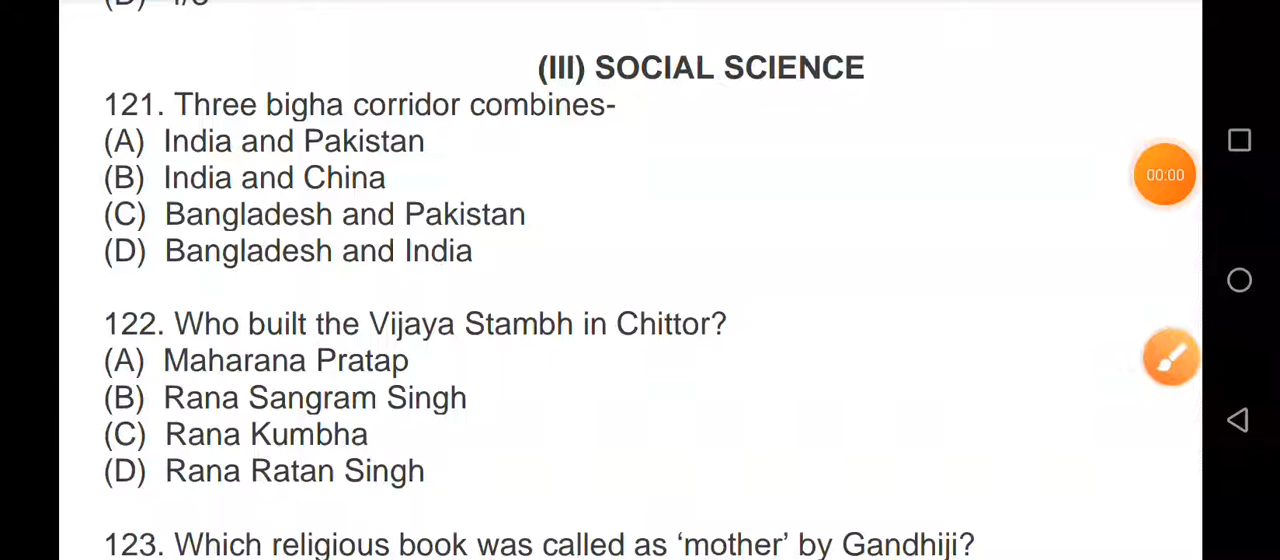 (III) SOCIAL SCIENCE
121. Three bigha corridor combines-
(A) India and Pakistan
(B) India and China
(C) Bangladesh and Pakistan
(D) Bangladesh and India
122. Who built the Vijaya Stambh in Chittor?
(A) Maharana Pratap
(B) Rana Sangram Singh
(C) Rana Kumbha
(D) Rana Ratan Singh
123. Which religious book was called as ‘mother’ by Gandhiji?
00:00